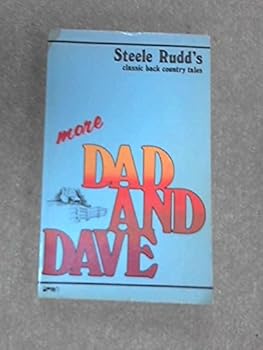 Steele Rudd's
classic back country tales
more
DAD
AND
DAVE